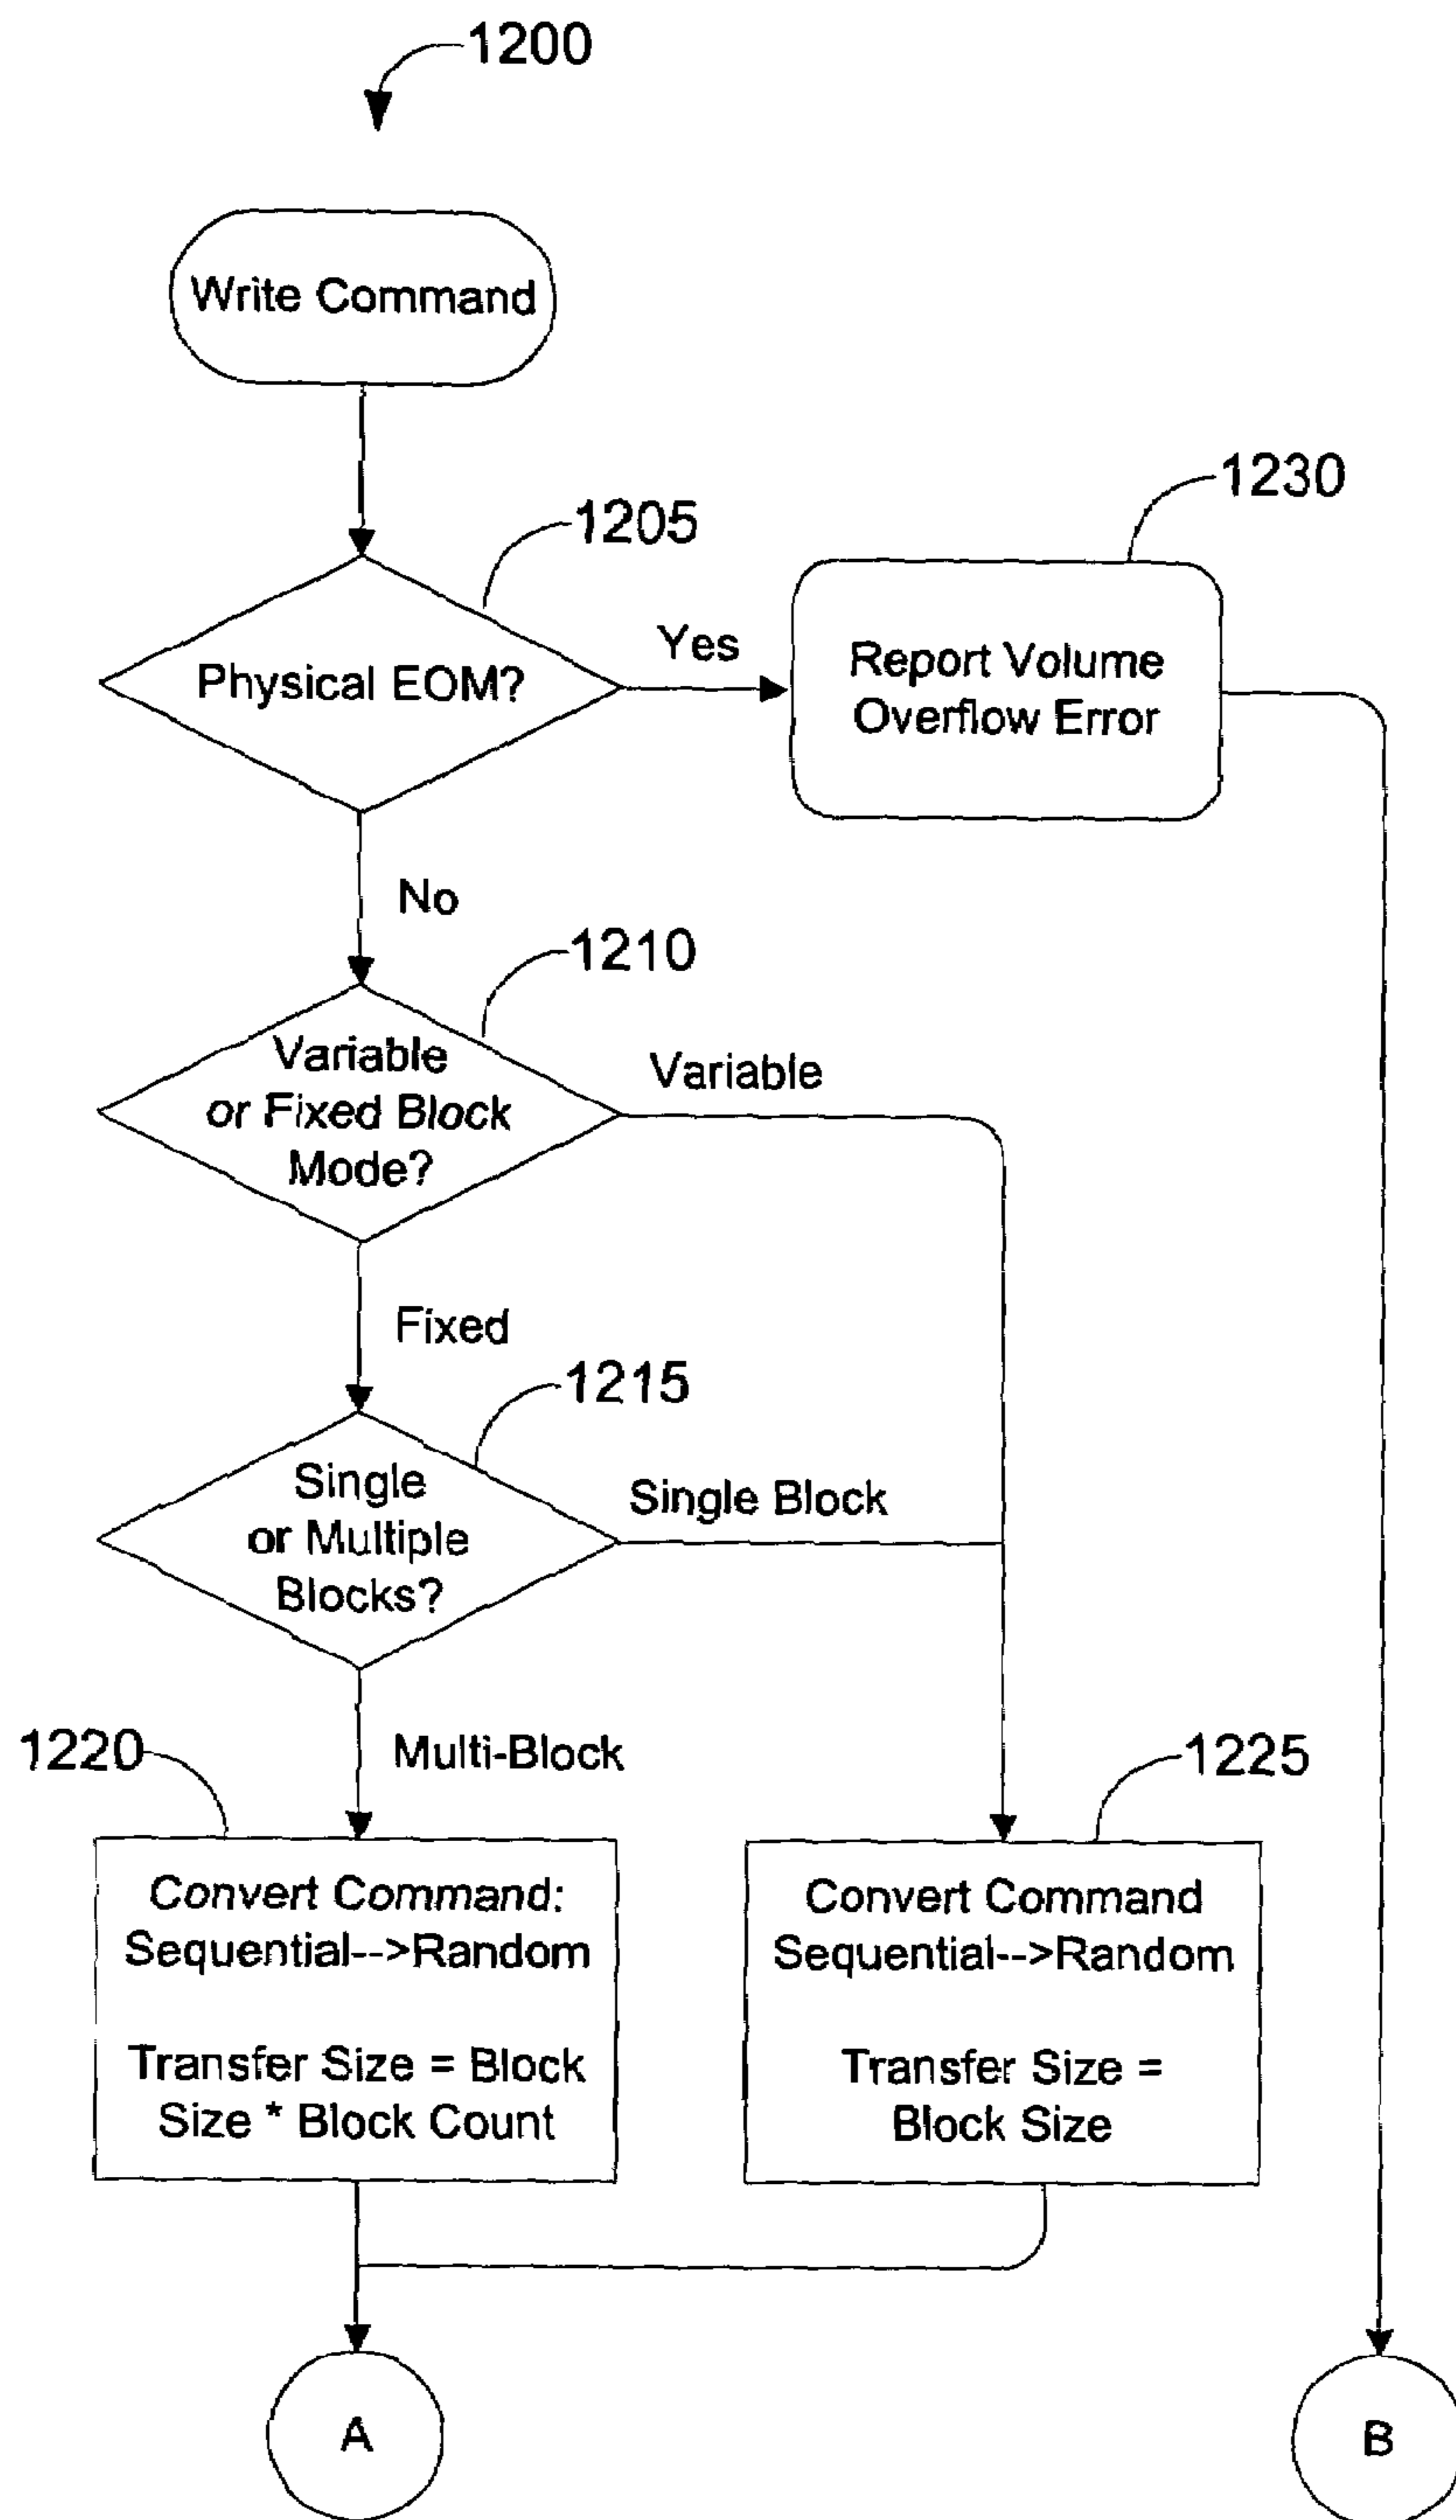 1200
Write Command
1205
1230
Physical EOM?
Yes
Report Volume
Overflow Error
No
1210
Variable
or Fixed Block
Mode?
Variable
Fixed
1215
Single
or Multiple
Blocks?
Single Block
1220
Multi-Block
1225
Convert Command:
Sequential-->Random
Transfer Size = Block
Size * Block Count
Convert Command
Sequential-->Random
Transfer Size =
Block Size
A
B